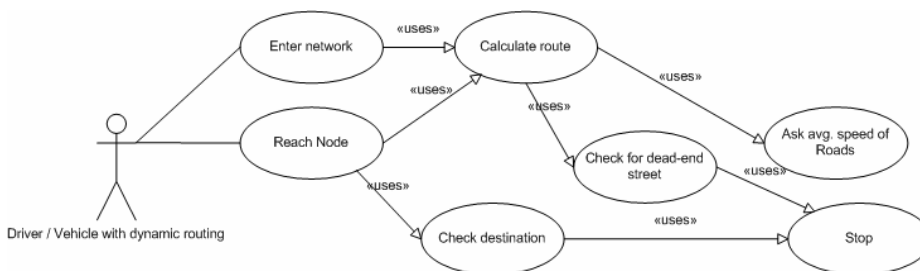 Enter network
«uses»
Calculate route
«uses»
«uses»
Reach Node
«uses»
Ask avg. speed of
Roads
Check for dead-end
street
«uses»
«uses»
Driver / Vehicle with dynamic routing
Check destination
«uses»
Stop